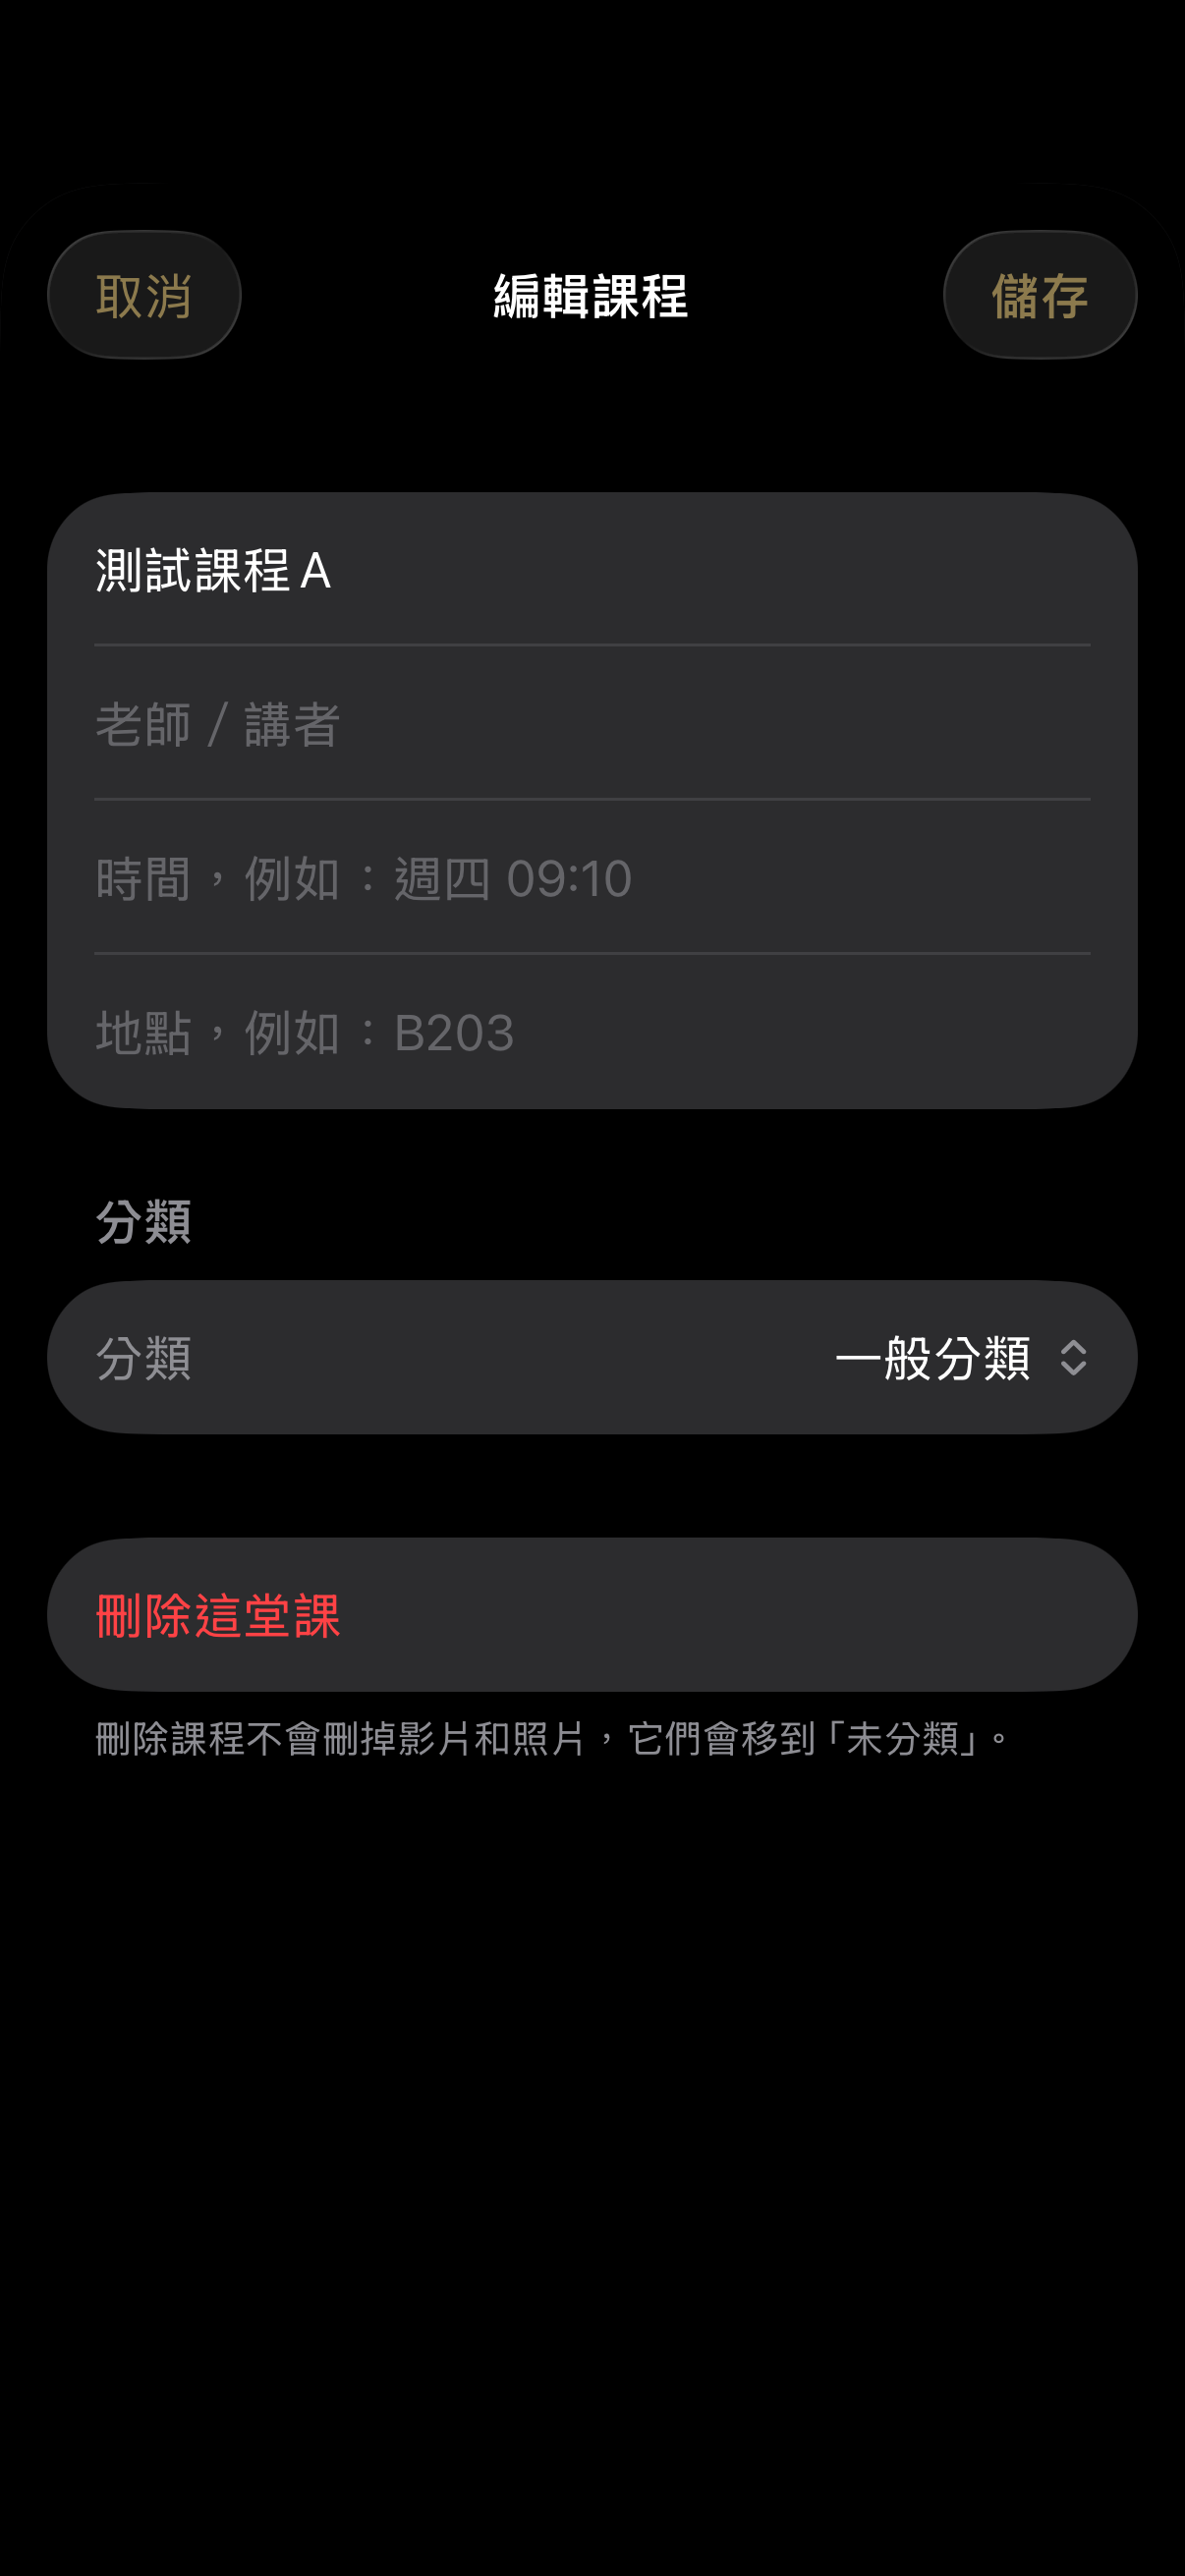 取消
編輯課程
儲存
測試課程 A
老師 / 講者
時間，例如：週四 09:10
地點，例如：B203
分類
分類
一般分類
刪除這堂課
刪除課程不會刪掉影片和照片，它們會移到「未分類」。